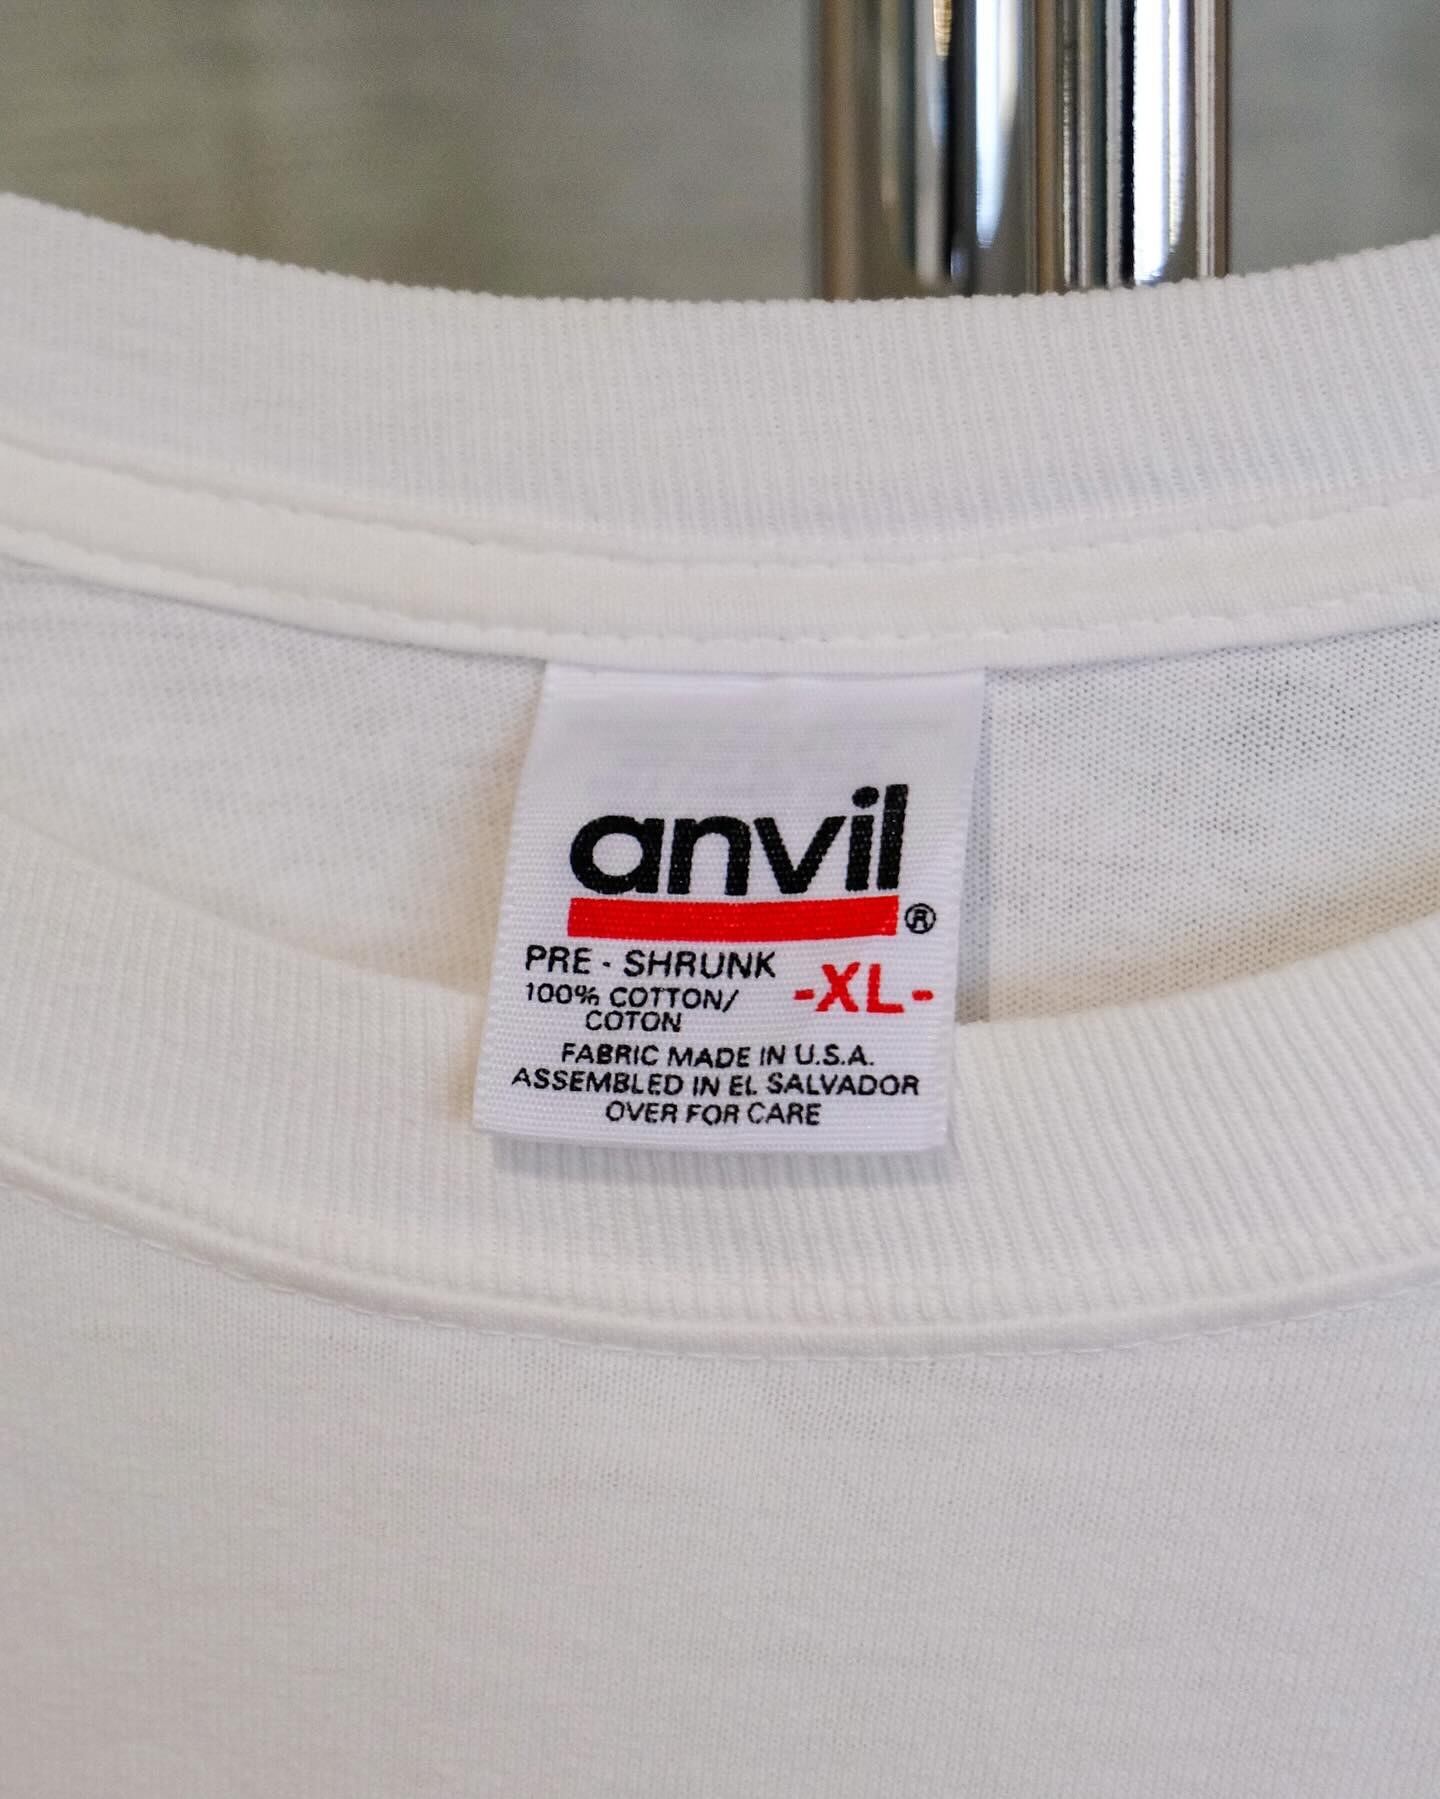 anvil
®
PRE - SHRUNK
-XL-
100% COTTON/
COTON
FABRIC MADE IN U.S.A.
ASSEMBLED IN EL SALVADOR
OVER FOR CARE